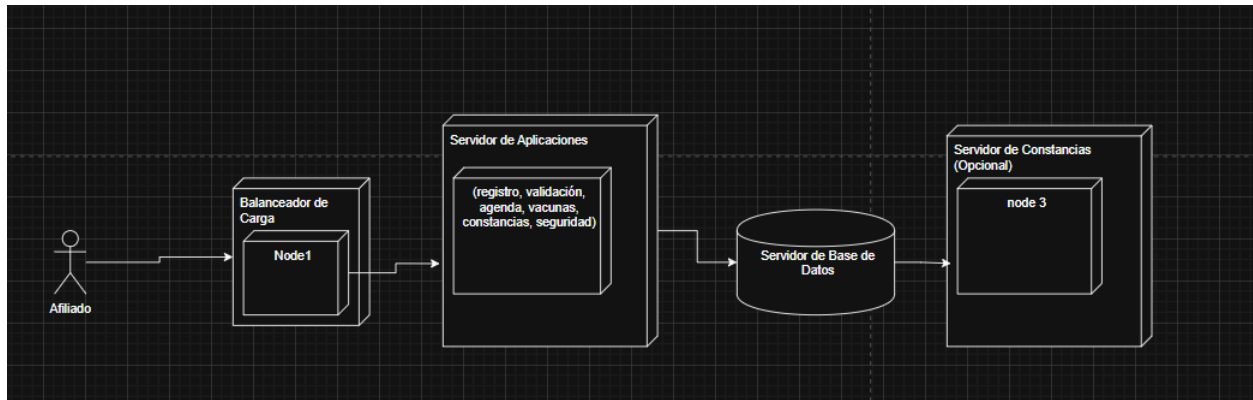 Afiliado
Balanceador de
Carga
Node1
Servidor de Aplicaciones
(registro, validación,
agenda, vacunas,
constancias, seguridad)
Servidor de Base de
Datos
Servidor de Constancias
(Opcional)
node 3